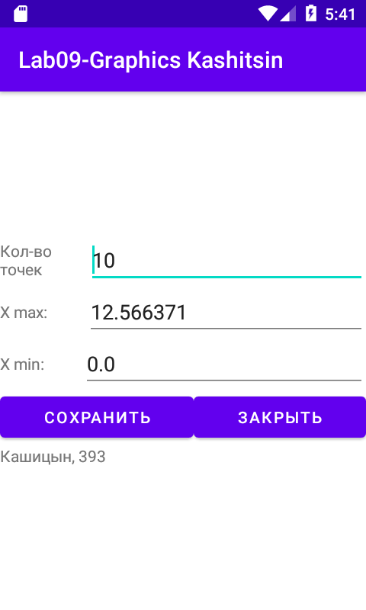 5:41
Lab09-Graphics Kashitsin
Кол-во
точек
10
X max:
12.566371
X min:
0.0
СОХРАНИТЬ
ЗАКРЫТЬ
Кашицын, 393